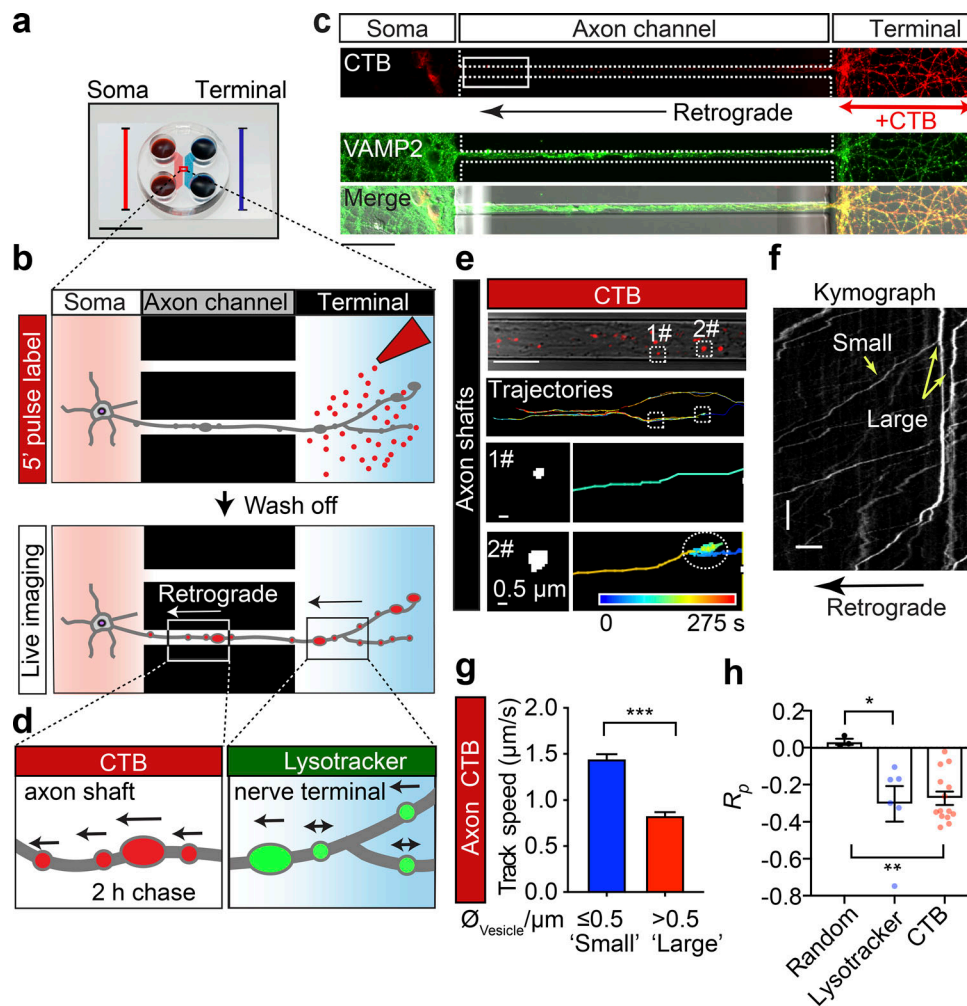 a
Soma Terminal
b
Soma Axon channel Terminal
5' pulse label
Wash off
Live imaging
Retrograde
c
Soma Axon channel Terminal
CTB
Retrograde
+CTB
VAMP2
Merge
d
CTB
axon shaft
2 h chase
Lysotracker
nerve terminal
e
Axon shafts
CTB
1# 2#
Trajectories
1#
2#
0.5 µm
0 275 s
f
Kymograph
Small
Large
Retrograde
g
Axon CTB
Track speed (µm/s)
2.0
1.5
1.0
0.5
0.0
***
ØVesicle/µm ≤0.5 >0.5
'Small' 'Large'
h
Rp
0.2
0.0
-0.2
-0.4
-0.6
-0.8
*
**
Random
Lysotracker
CTB